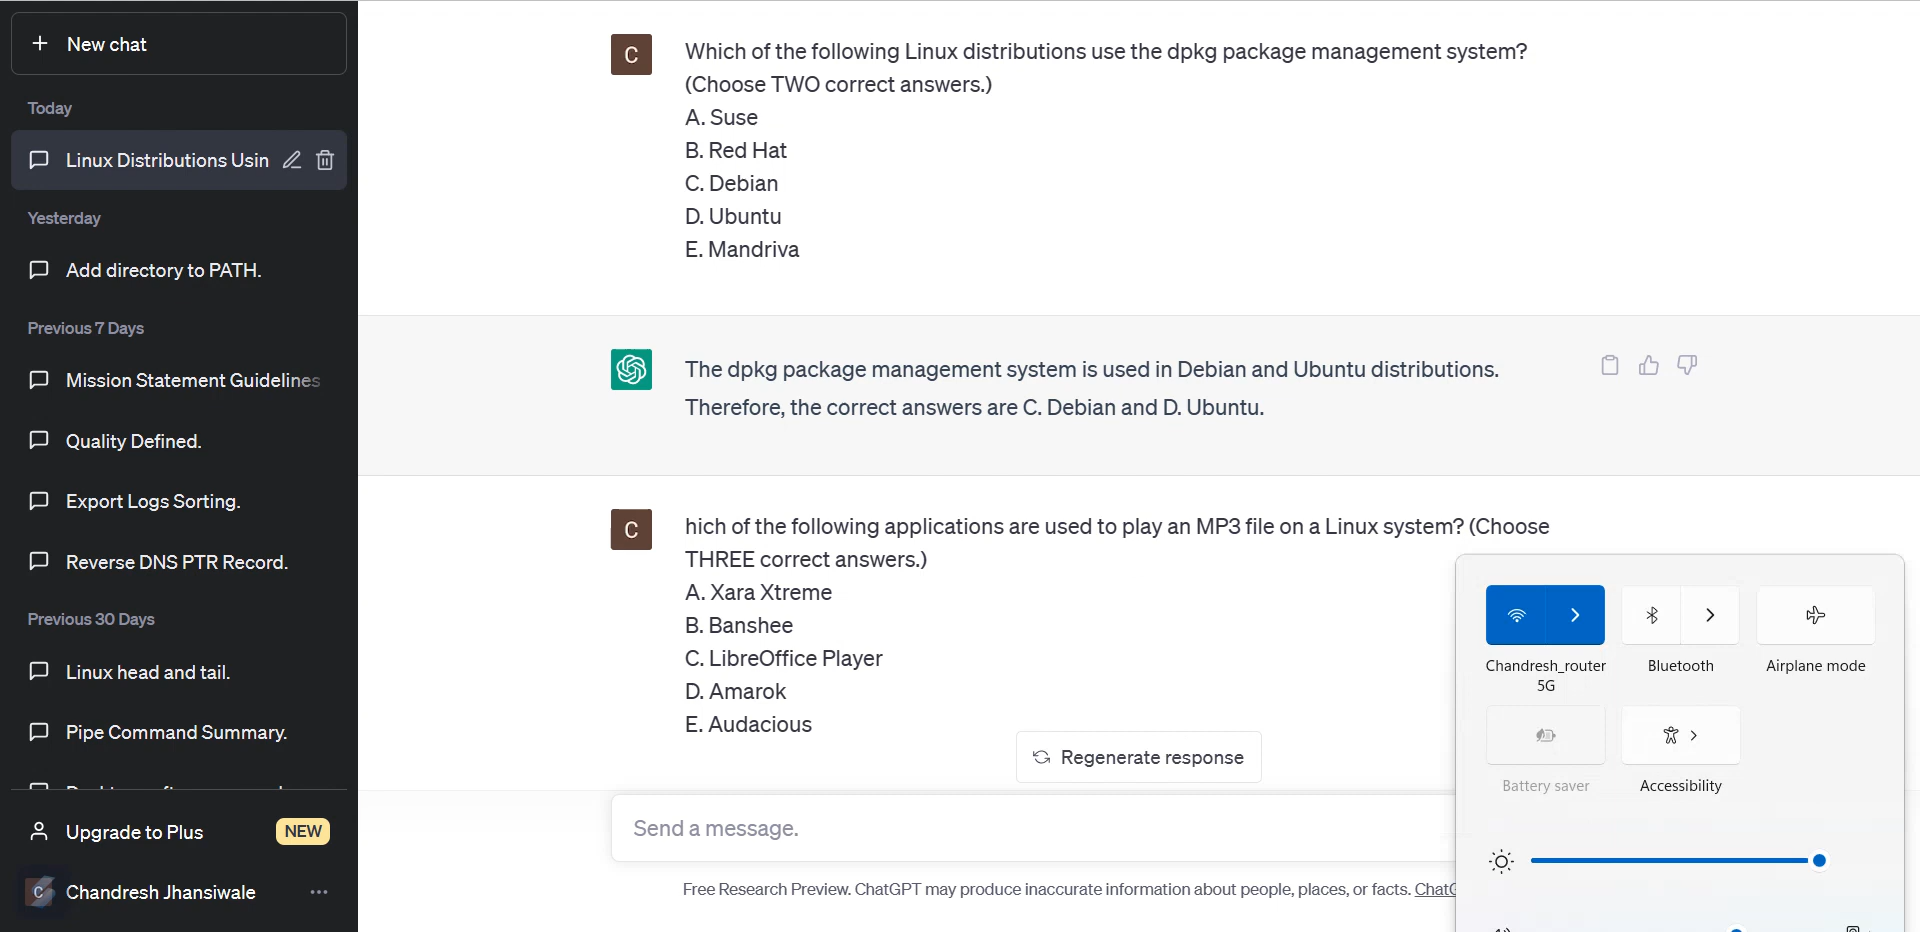 New chat
Today
Linux Distributions Usin
Yesterday
Add directory to PATH.
Previous 7 Days
Mission Statement Guidelines
Quality Defined.
Export Logs Sorting.
Reverse DNS PTR Record.
Previous 30 Days
Linux head and tail.
Pipe Command Summary.
Upgrade to Plus
NEW
C
Chandresh Jhansiwale
C
Which of the following Linux distributions use the dpkg package management system?
(Choose TWO correct answers.)
A. Suse
B. Red Hat
C. Debian
D. Ubuntu
E. Mandriva
The dpkg package management system is used in Debian and Ubuntu distributions.
Therefore, the correct answers are C. Debian and D. Ubuntu.
C
hich of the following applications are used to play an MP3 file on a Linux system? (Choose
THREE correct answers.)
A. Xara Xtreme
B. Banshee
C. LibreOffice Player
D. Amarok
E. Audacious
Regenerate response
Send a message.
Free Research Preview. ChatGPT may produce inaccurate information about people, places, or facts. ChatG
Chandresh_router
5G
Bluetooth
Airplane mode
Battery saver
Accessibility